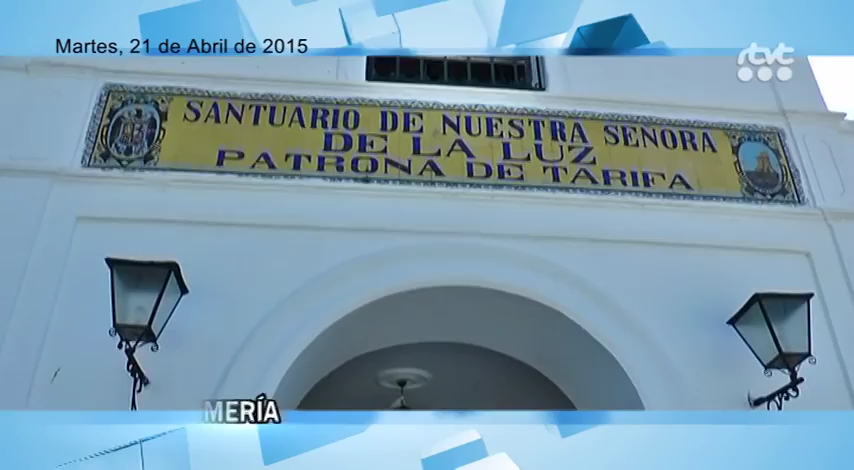 Martes, 21 de Abril de 2015
rtvt
SANTUARIO DE NUESTRA SEÑORA
DE LA LUZ
PATRONA DE TARIFA
MERÍA